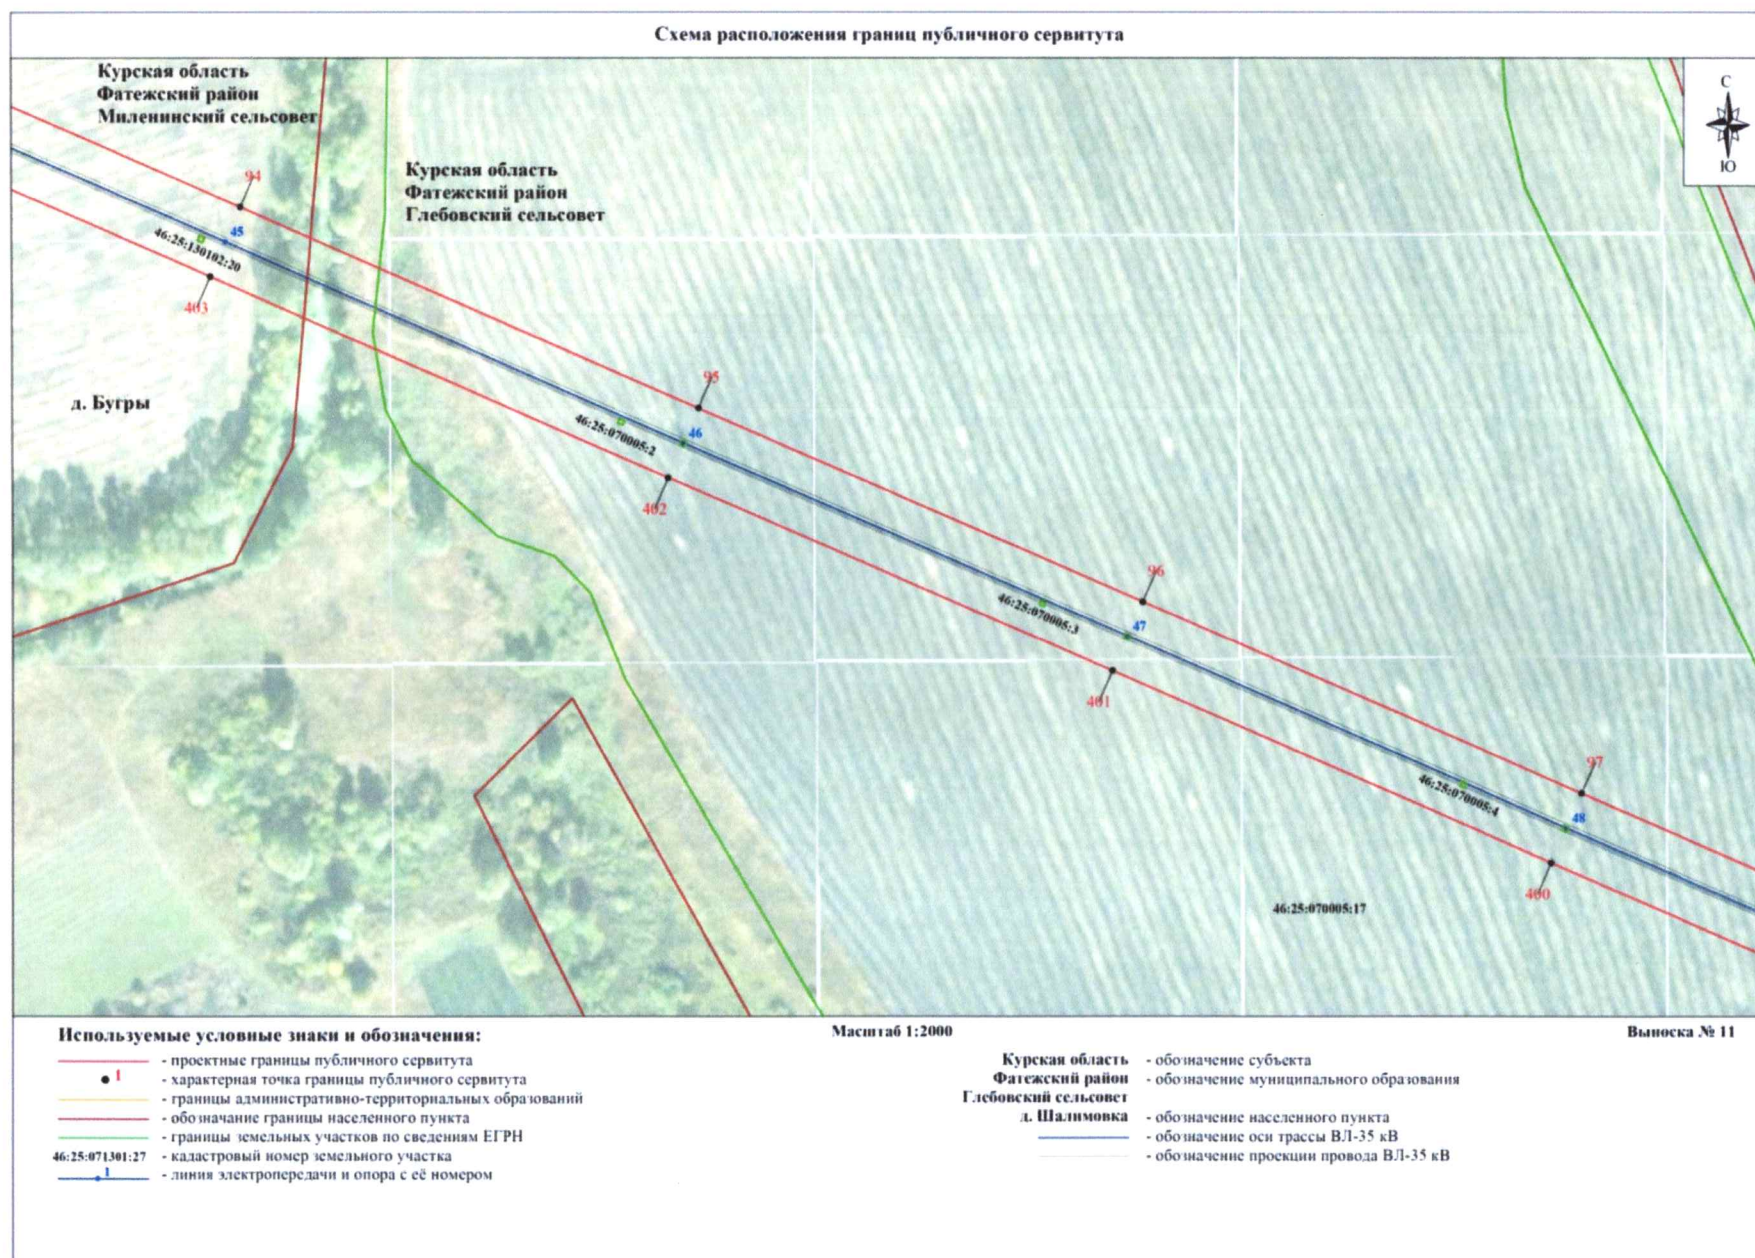 Схема расположения границ публичного сервитута
Курская область
Фатежский район
Миленинский сельсовет
С
Ю
Курская область
Фатежский район
Глебовский сельсовет
94
45
46:25:130102:20
403
д. Бугры
95
46
46:25:070005:2
402
96
46:25:070005:3
47
401
97
46:25:070005:4
48
400
46:25:070005:17
Используемые условные знаки и обозначения:
Масштаб 1:2000
Выноска № 11
- проектные границы публичного сервитута
1 - характерная точка границы публичного сервитута
- границы административно-территориальных образований
- обозначание границы населенного пункта
- границы земельных участков по сведениям ЕГРН
46:25:071301:27 - кадастровый номер земельного участка
1 - линия электропередачи и опора с её номером
Курская область - обозначение субъекта
Фатежский район - обозначение муниципального образования
Глебовский сельсовет
д. Шалимовка - обозначение населенного пункта
- обозначение оси трассы ВЛ-35 кВ
- обозначение проекции провода ВЛ-35 кВ